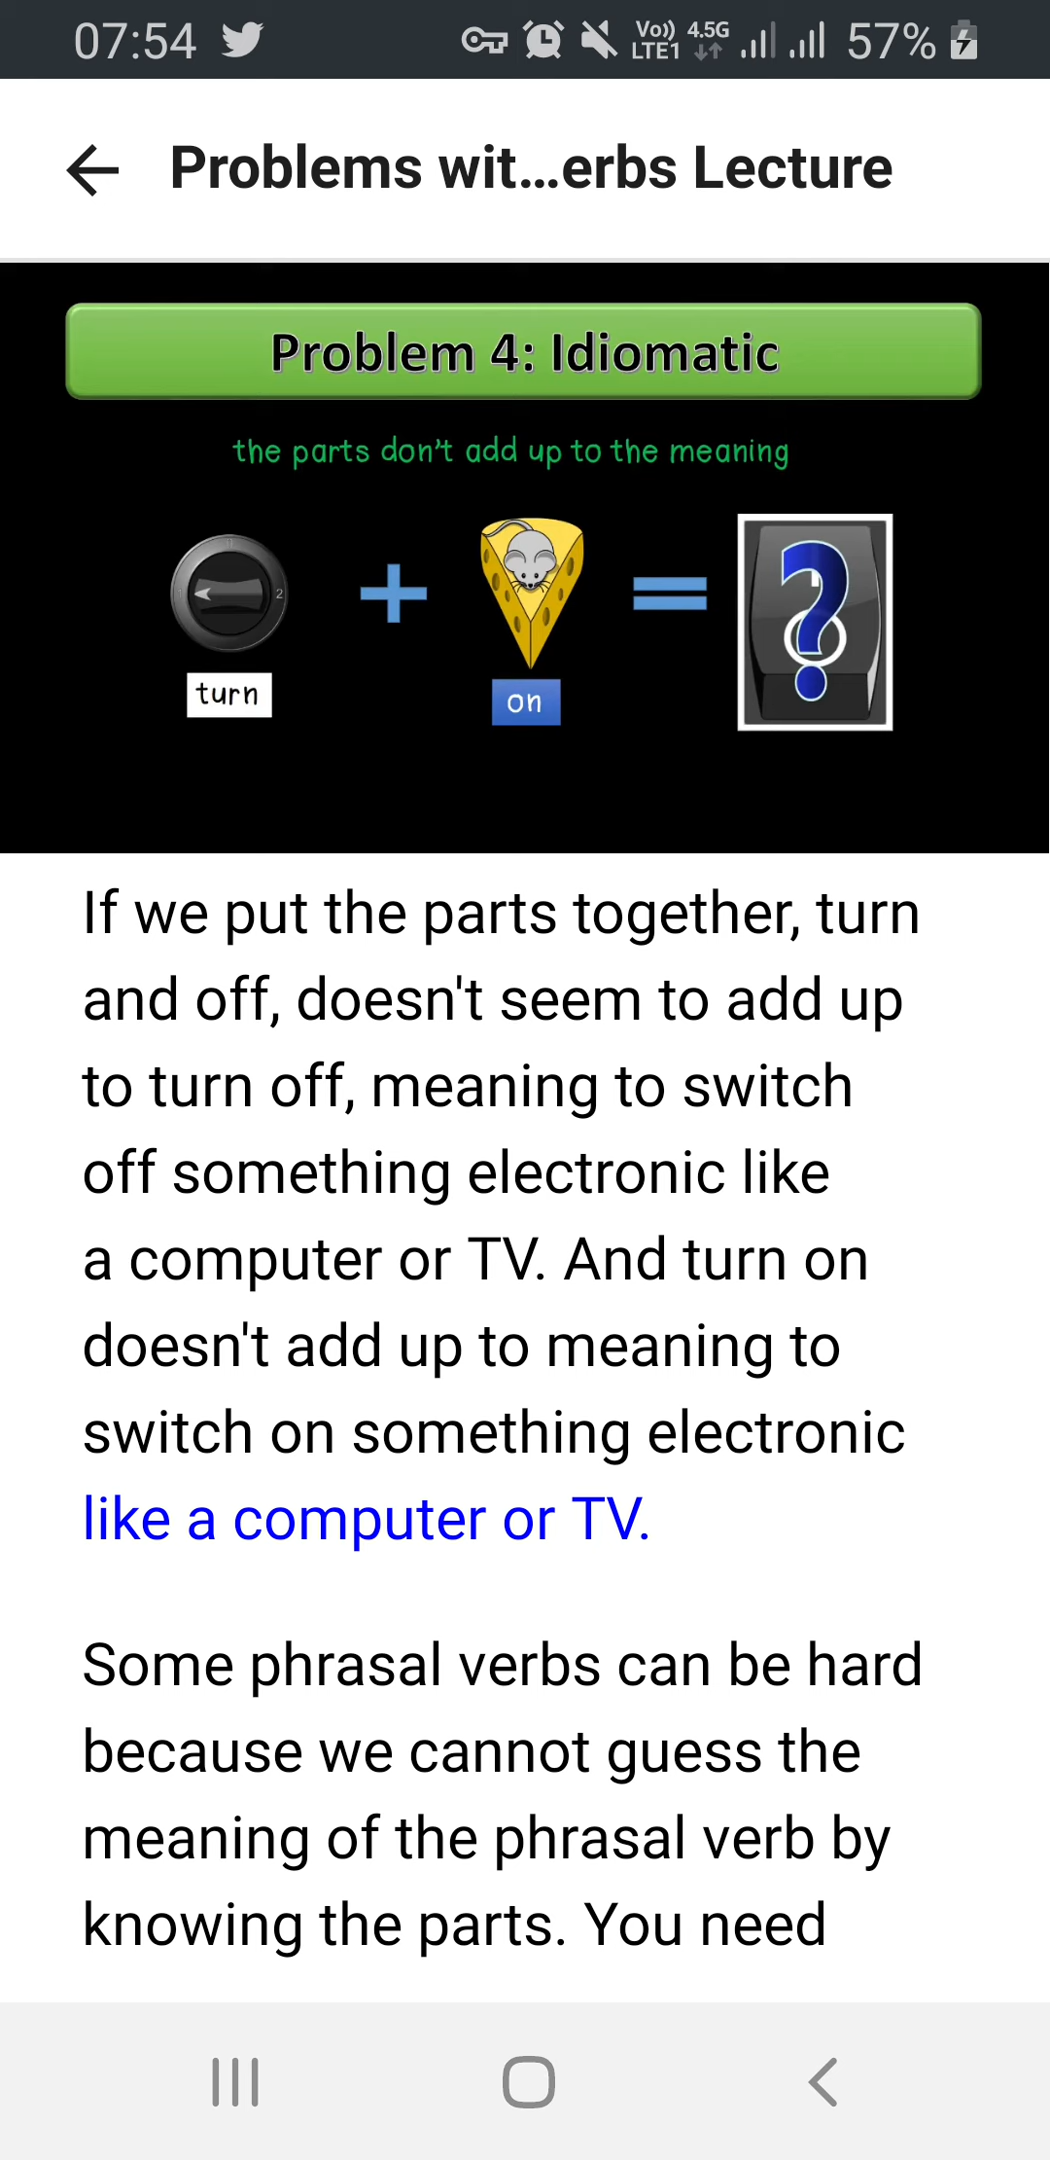 07:54 Vo)) LTE1 4.5G 57%
Problems wit...erbs Lecture
Problem 4: Idiomatic
the parts don't add up to the meaning
2
turn
on
?
If we put the parts together, turn
and off, doesn't seem to add up
to turn off, meaning to switch
off something electronic like
a computer or TV. And turn on
doesn't add up to meaning to
switch on something electronic
like a computer or TV.
Some phrasal verbs can be hard
because we cannot guess the
meaning of the phrasal verb by
knowing the parts. You need